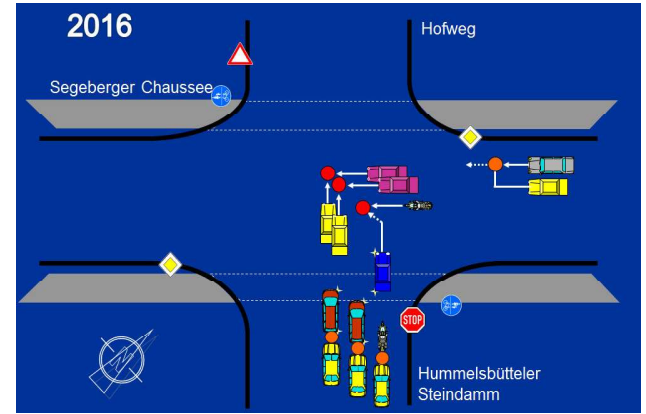 2016
Hofweg
Segeberger Chaussee
STOP
Hummelsbütteler
Steindamm